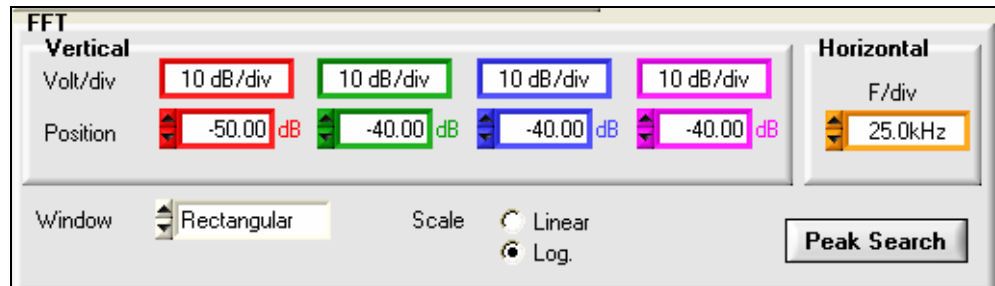 FFT
Vertical
Volt/div 10 dB/div 10 dB/div 10 dB/div 10 dB/div
Position -50.00 dB -40.00 dB -40.00 dB -40.00 dB
Horizontal
F/div
25.0kHz
Window Rectangular
Scale Linear
Log.
Peak Search